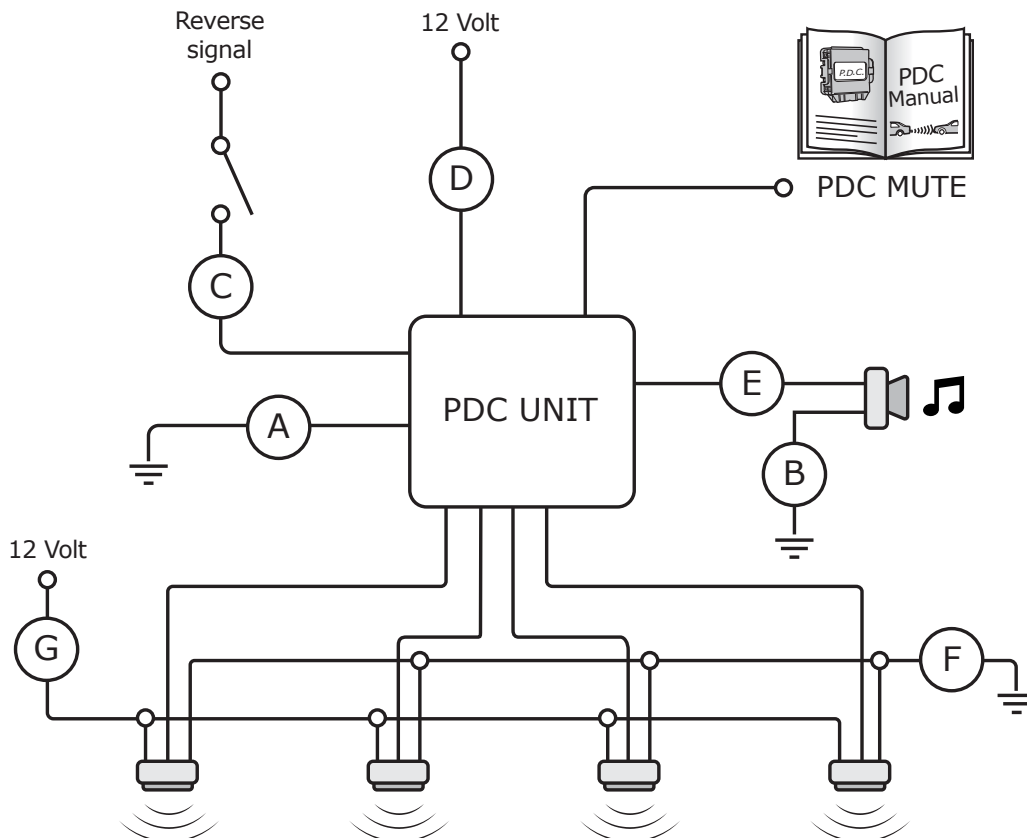 Reverse
signal
12 Volt
P.D.C.
PDC
Manual
D
PDC MUTE
C
E
PDC UNIT
A
B
12 Volt
G
F